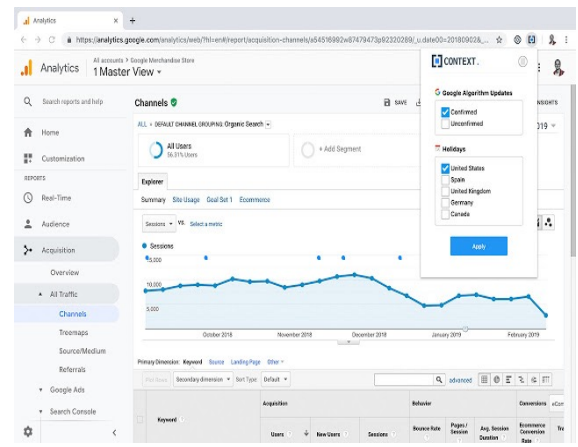 Analytics
https://analytics.google.com/analytics/web/?hl=en#/report/acquisition-channels/
Analytics
All accounts > Google Merchandise Store
1 Master View
CONTEXT.
Google Algorithm Updates
Confirmed
Unconfirmed
Holidays
United States
Spain
United Kingdom
Germany
Canada
Apply
Search reports and help
Home
Customization
REPORTS
Real-Time
Audience
Acquisition
Overview
All Traffic
Channels
Treemaps
Source/Medium
Referrals
Google Ads
Search Console
Channels
SAVE
INSIGHTS
ALL » DEFAULT CHANNEL GROUPING: Organic Search
All Users
56.31% Users
+ Add Segment
Explorer
Summary Site Usage Goal Set 1 Ecommerce
Sessions VS. Select a metric
Sessions
15,000
10,000
5,000
October 2018 November 2018 December 2018 January 2019 February 2019
Primary Dimension: Keyword Source Landing Page Other
Plot Rows Secondary dimension Sort Type: Default
advanced
Acquisition Behavior Conversions
Keyword
Users New Users Sessions Bounce Rate Pages / Session Avg. Session Duration Ecommerce Conversion Rate